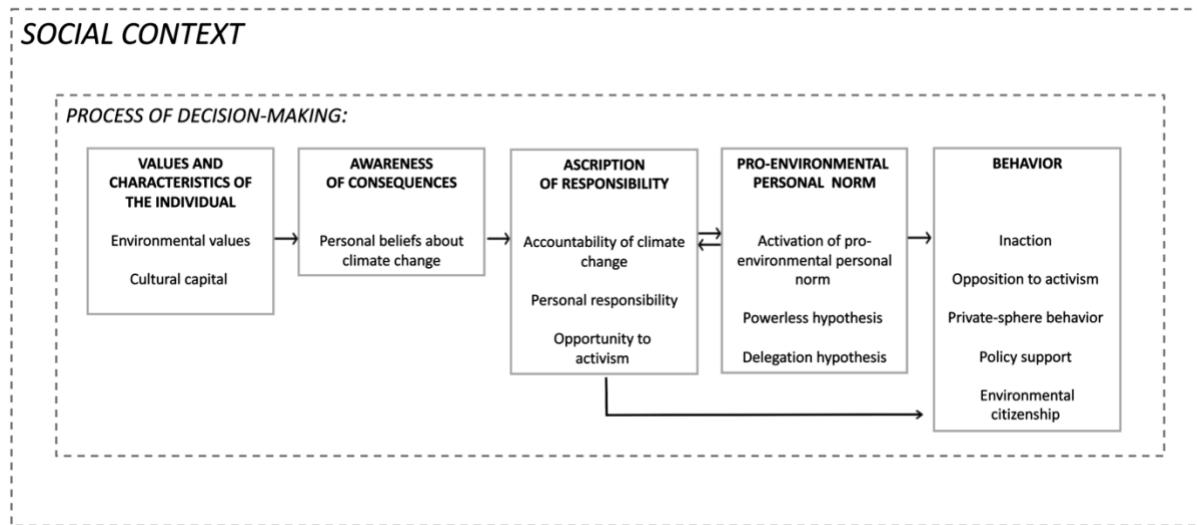 SOCIAL CONTEXT
PROCESS OF DECISION-MAKING:
VALUES AND
CHARACTERISTICS OF
THE INDIVIDUAL
Environmental values
Cultural capital
AWARENESS
OF CONSEQUENCES
Personal beliefs about
climate change
ASCRIPTION
OF RESPONSIBILITY
Accountability of climate
change
Personal responsibility
Opportunity to
activism
PRO-ENVIRONMENTAL
PERSONAL NORM
Activation of pro-
environmental personal
norm
Powerless hypothesis
Delegation hypothesis
BEHAVIOR
Inaction
Opposition to activism
Private-sphere behavior
Policy support
Environmental
citizenship